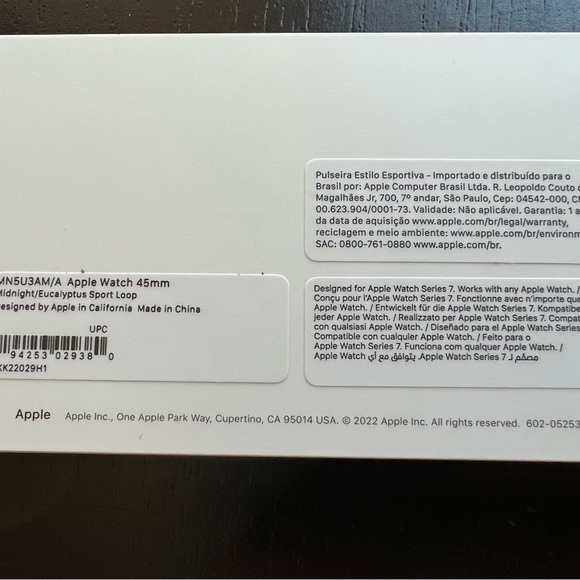 Pulseira Estilo Esportiva – Importado e distribuído para o
Brasil por: Apple Computer Brasil Ltda. R. Leopoldo Couto
Magalhães Jr, 700, 7º andar, São Paulo, Cep: 04542-000,
00.623.904/0001-73. Validade: Não aplicável. Garantia: 1
da data de aquisição www.apple.com/br/legal/warranty,
reciclagem e meio ambiente: www.apple.com/br/environm
SAC: 0800-761-0880 www.apple.com/br.
MN5U3AM/A Apple Watch 45mm
Midnight/Eucalyptus Sport Loop
Designed by Apple in California Made in China
UPC
94253 02938 0
KK22029H1
Designed for Apple Watch Series 7. Works with any Apple Watch. /
Conçu pour l'Apple Watch Series 7. Fonctionne avec n'importe que
Apple Watch. / Entwickelt für die Apple Watch Series 7. Kompatibe
jeder Apple Watch. / Realizzato per Apple Watch Series 7. Compat
con qualsiasi Apple Watch. / Diseñado para el Apple Watch Series
Compatible con cualquier Apple Watch. / Feito para o
Apple Watch Series 7. Funciona com qualquer Apple Watch. /
مصمّم لـ Apple Watch Series 7. يتوافق مع أي Apple Watch
Apple Apple Inc., One Apple Park Way, Cupertino, CA 95014 USA. © 2022 Apple Inc. All rights reserved. 602-05253